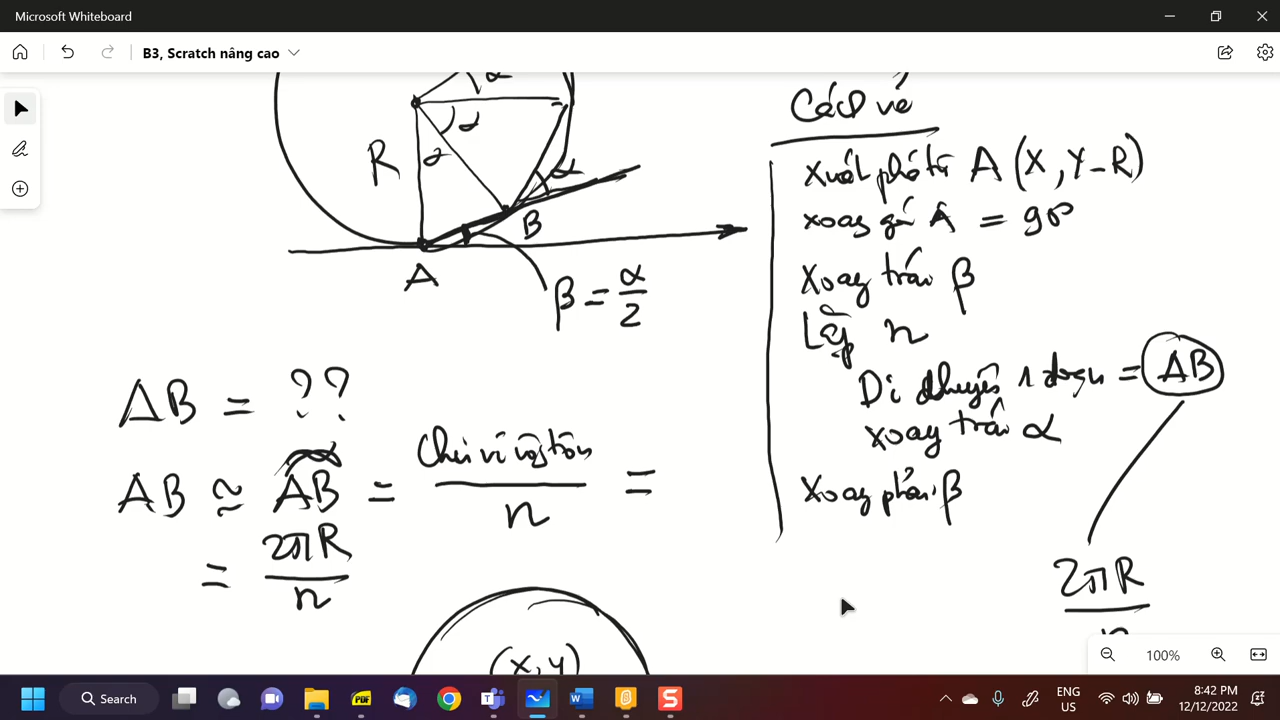 Microsoft Whiteboard
B3, Scratch nâng cao
α
α
R
α
α
B
A
β = α/2
AB = ??
AB ≃ AB = Chu vi vòng tròn / n =
= 2πR / n
(x, y)
Cách vẽ
Xuất phát từ A (X, Y-R)
xoay góc A = 90°
Xoay trái β
Lặp n
Di chuyển 1 đoạn = AB
xoay trái α
Xoay phải β
2πR
n
100%
Search
ENG
US
8:42 PM
12/12/2022